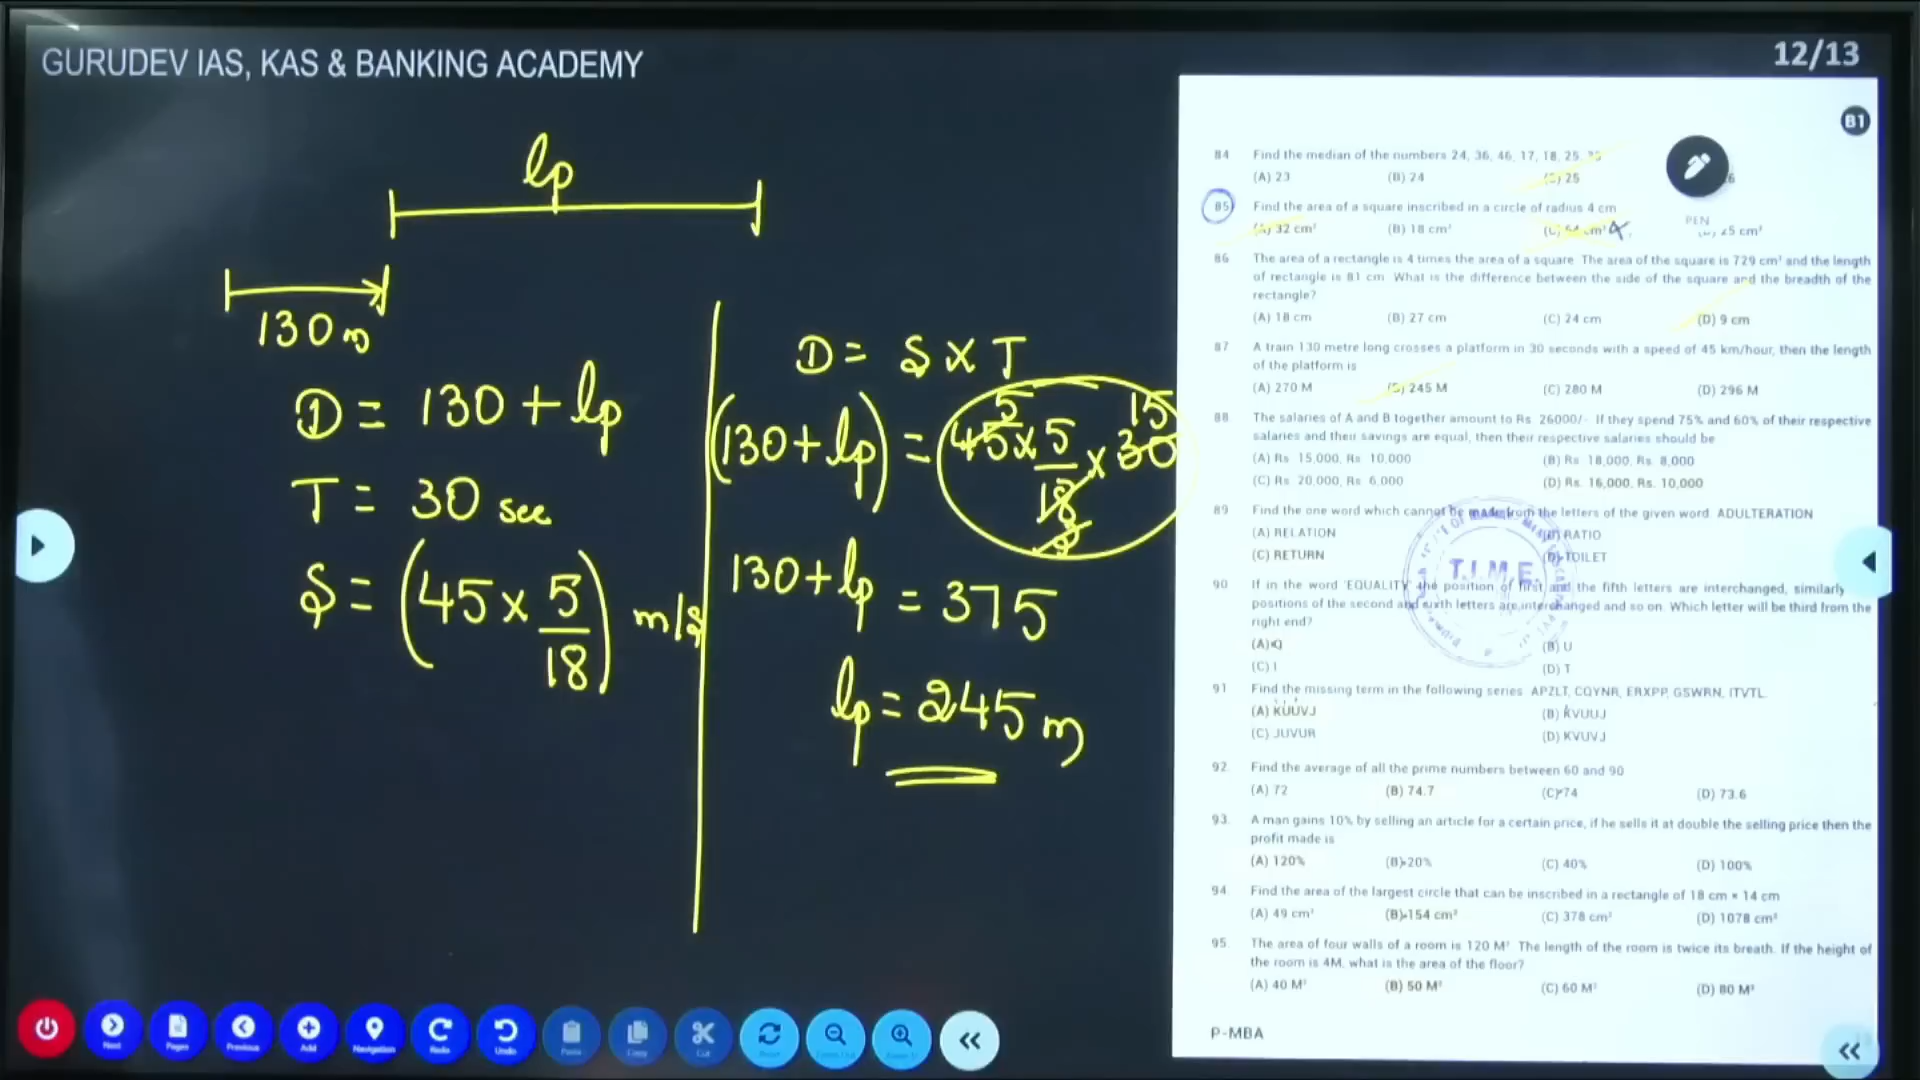 GURUDEV IAS, KAS & BANKING ACADEMY
12/13
lp
130 m
D = 130 + lp
T = 30 sec
S = (45 × 5/18) m/s
D = S × T
(130 + lp) = 45 × 5/18 × 30
5
15
130 + lp = 375
lp = 245 m
B1
PEN
84 Find the median of the numbers 24, 36, 46, 17, 18, 25,
(A) 23 (B) 24 25
85 Find the area of a square inscribed in a circle of radius 4 cm
(A) 32 cm² (B) 18 cm² (C) 64 cm² 25 cm²
86 The area of a rectangle is 4 times the area of a square. The area of the square is 729 cm² and the length
of rectangle is 81 cm. What is the difference between the side of the square and the breadth of the
rectangle?
(A) 18 cm (B) 27 cm (C) 24 cm (D) 9 cm
87 A train 130 metre long crosses a platform in 30 seconds with a speed of 45 km/hour, then the length
of the platform is
(A) 270 M (B) 245 M (C) 280 M (D) 296 M
88 The salaries of A and B together amount to Rs 26000/- If they spend 75% and 60% of their respective
salaries and their savings are equal, then their respective salaries should be
(A) Rs 15,000, Rs 10,000 (B) Rs 18,000, Rs. 8,000
(C) Rs 20,000, Rs 6,000 (D) Rs. 16,000, Rs. 10,000
89 Find the one word which cannot be made from the letters of the given word ADULTERATION
(A) RELATION (B) RATIO
(C) RETURN (D) TOILET
T.I.M.E.
90 If in the word 'EQUALITY' the position of first and the fifth letters are interchanged, similarly
positions of the second and sixth letters are interchanged and so on. Which letter will be third from the
right end?
(A) Q (B) U
(C) I (D) T
91 Find the missing term in the following series APZLT, CQYNR, ERXPP, GSWRN, ITVTL
(A) KUUVJ (B) KVUUJ
(C) JUVUR (D) KVUVJ
92. Find the average of all the prime numbers between 60 and 90
(A) 72 (B) 74.7 (C) 74 (D) 73.6
93. A man gains 10% by selling an article for a certain price, if he sells it at double the selling price then the
profit made is
(A) 120% (B) 20% (C) 40% (D) 100%
94. Find the area of the largest circle that can be inscribed in a rectangle of 18 cm × 14 cm
(A) 49 cm² (B) 154 cm² (C) 378 cm² (D) 1078 cm²
95. The area of four walls of a room is 120 M² The length of the room is twice its breath. If the height of
the room is 4M, what is the area of the floor?
(A) 40 M² (B) 50 M² (C) 60 M² (D) 80 M²
P-MBA
Next Pages Previous Add Navigation Redo Undo Paste Copy Cut